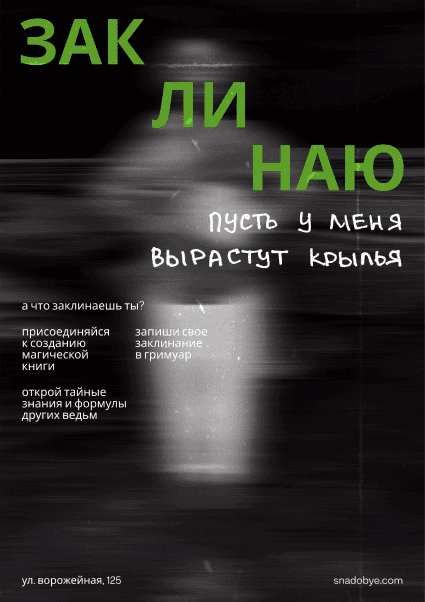 ЗАК
ЛИ
НАЮ
пусть у меня
вырастут крылья
а что заклинаешь ты?
присоединяйся
к созданию
магической
книги
запиши свое
заклинание
в гримуар
открой тайные
знания и формулы
других ведьм
ул. ворожейная, 125
snadobye.com